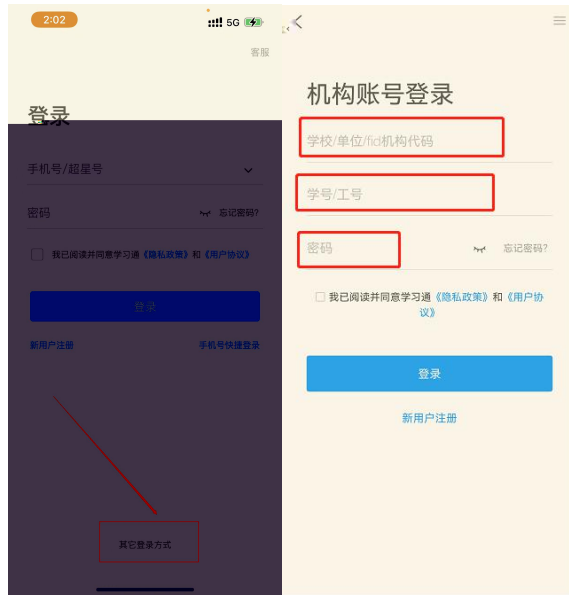 2:02
5G
客服
登录
手机号/超星号
密码
忘记密码?
我已阅读并同意学习通《隐私政策》和《用户协议》
登录
新用户注册
手机号快捷登录
其它登录方式
机构账号登录
学校/单位/fid机构代码
学号/工号
密码
忘记密码?
我已阅读并同意学习通《隐私政策》和《用户协
议》
登录
新用户注册